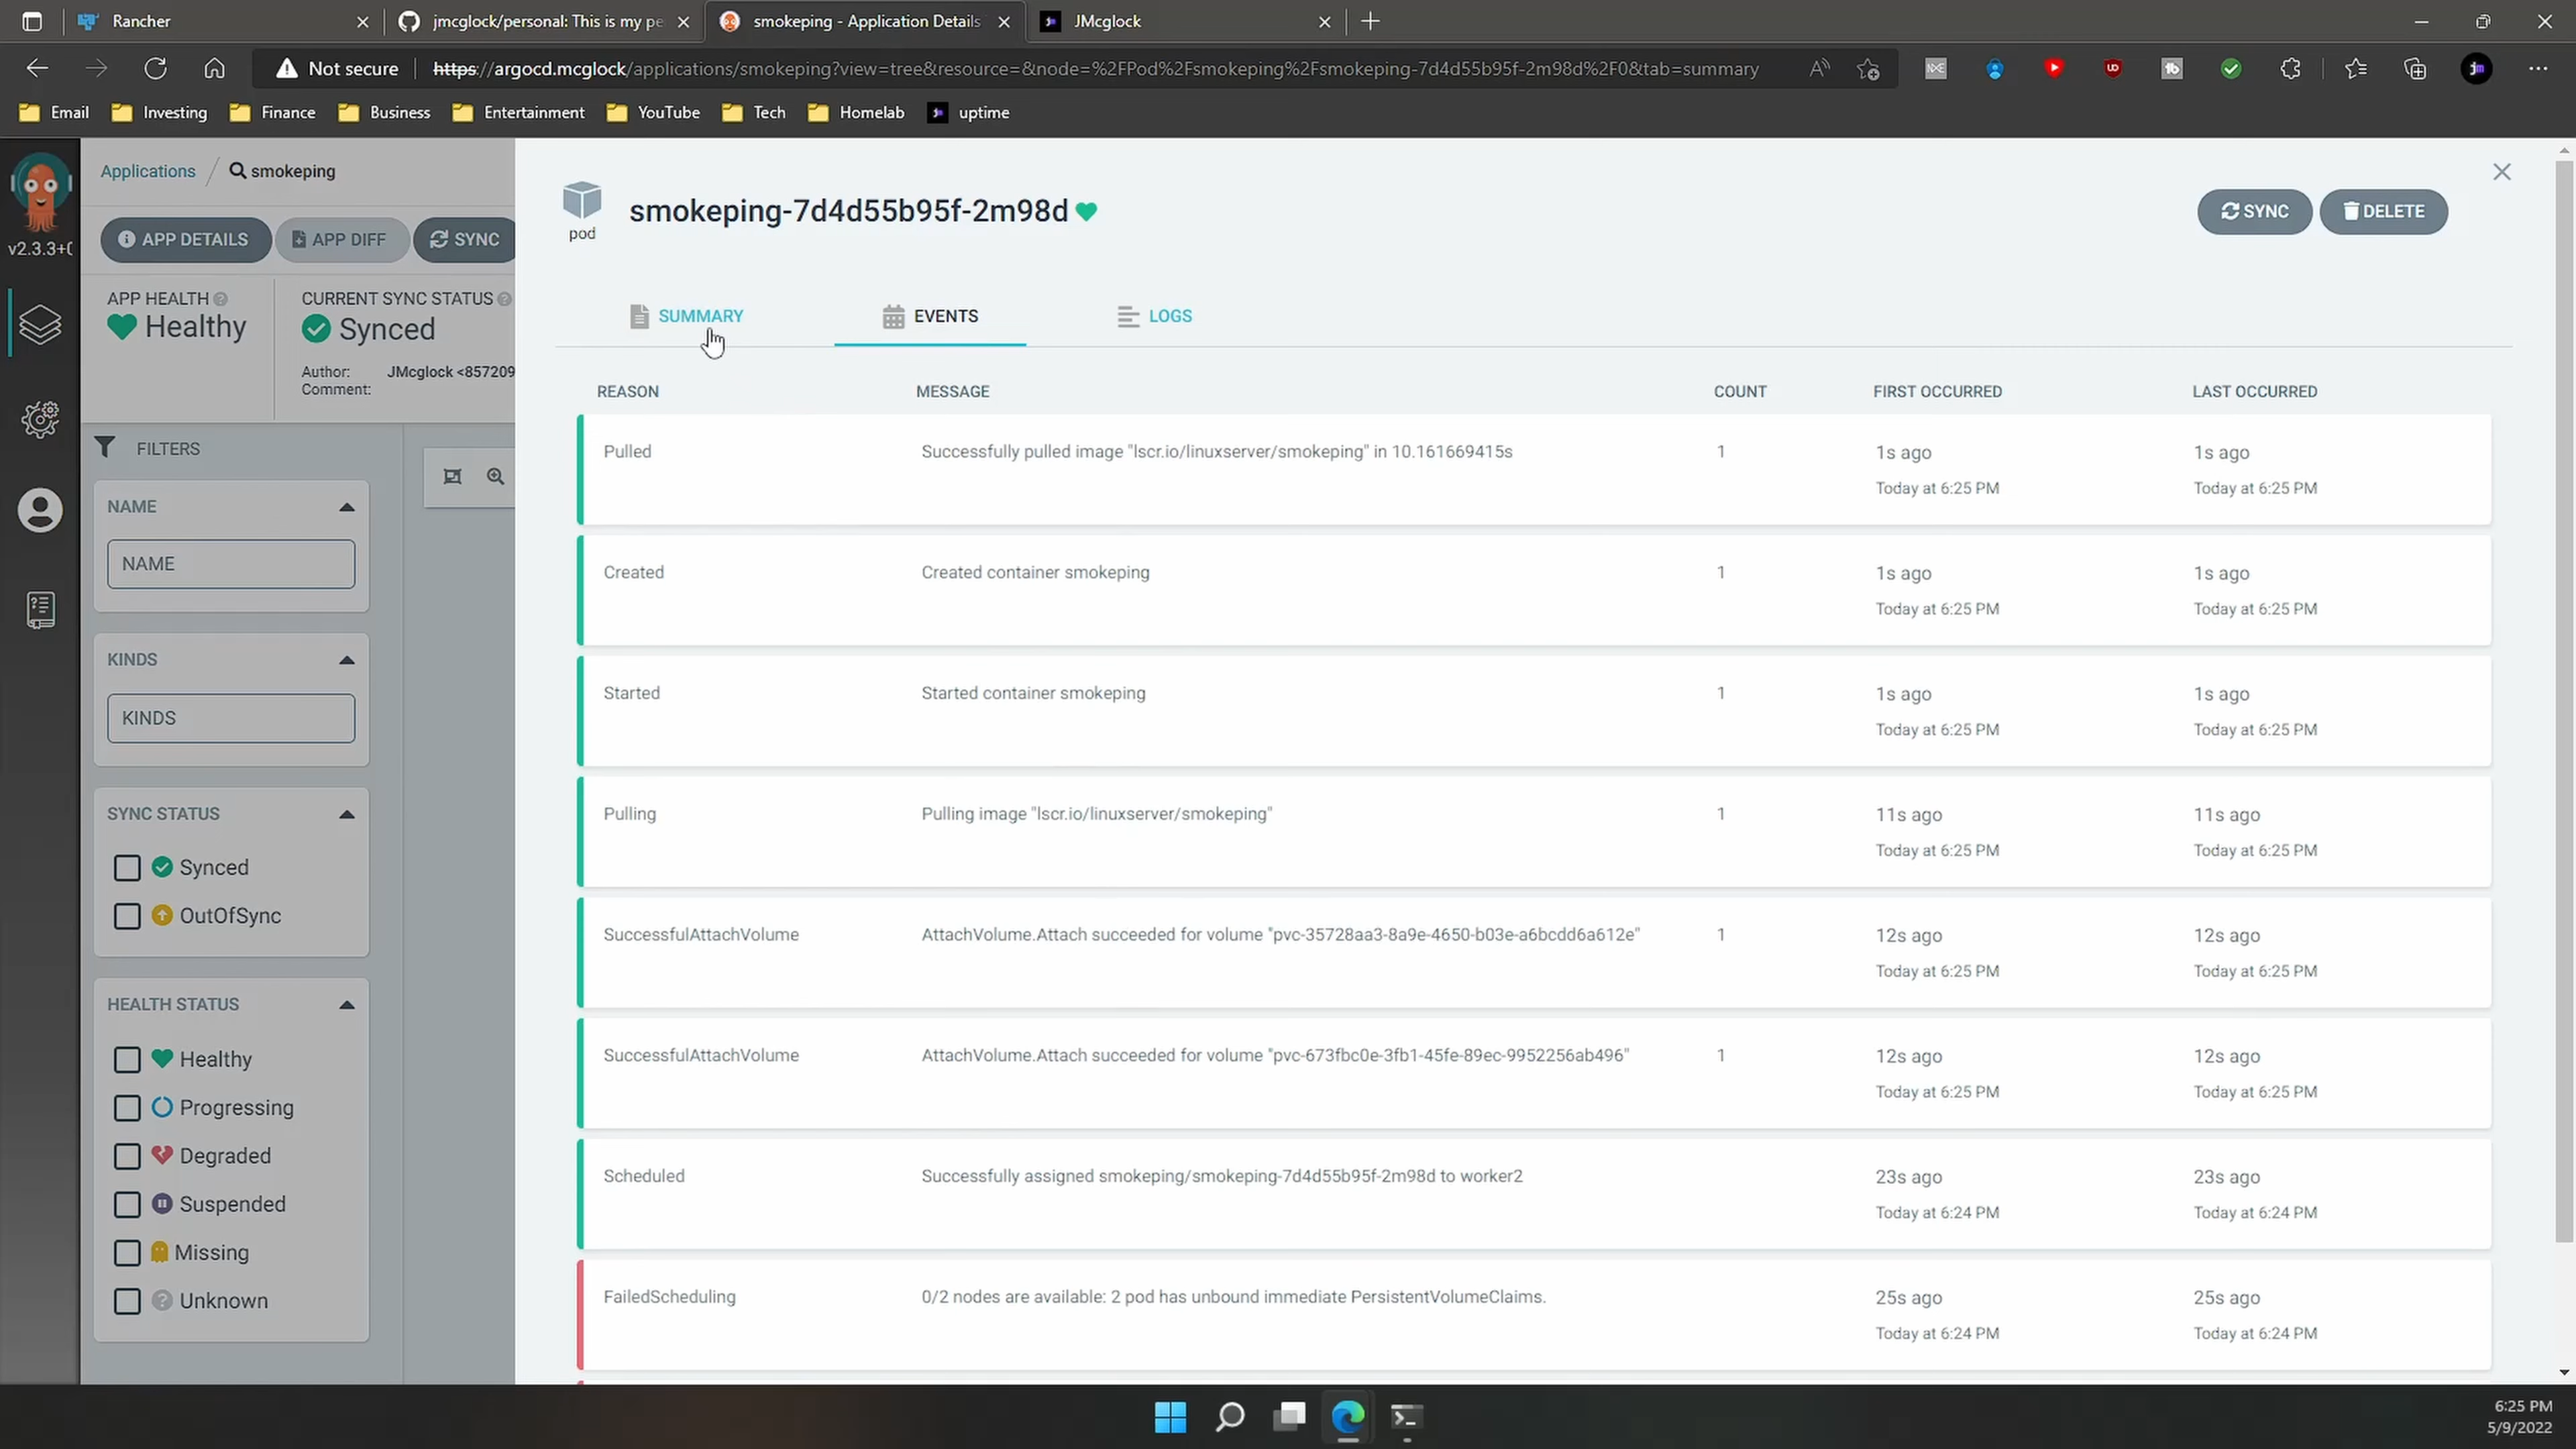 Rancher
jmcglock/personal: This is my pe
smokeping - Application Details
JMcglock
Not secure
https://argocd.mcglock/applications/smokeping?view=tree&resource=&node=%2FPod%2Fsmokeping%2Fsmokeping-7d4d55b95f-2m98d%2F0&tab=summary
Email
Investing
Finance
Business
Entertainment
YouTube
Tech
Homelab
uptime
v2.3.3+0
Applications / smokeping
APP DETAILS
APP DIFF
SYNC
APP HEALTH
Healthy
CURRENT SYNC STATUS
Synced
Author: JMcglock <857209
Comment:
FILTERS
NAME
NAME
KINDS
KINDS
SYNC STATUS
Synced
OutOfSync
HEALTH STATUS
Healthy
Progressing
Degraded
Suspended
Missing
Unknown
pod
smokeping-7d4d55b95f-2m98d
SYNC
DELETE
SUMMARY
EVENTS
LOGS
REASON MESSAGE COUNT FIRST OCCURRED LAST OCCURRED
Pulled Successfully pulled image "lscr.io/linuxserver/smokeping" in 10.161669415s 1 1s ago 1s ago
Today at 6:25 PM Today at 6:25 PM
Created Created container smokeping 1 1s ago 1s ago
Today at 6:25 PM Today at 6:25 PM
Started Started container smokeping 1 1s ago 1s ago
Today at 6:25 PM Today at 6:25 PM
Pulling Pulling image "lscr.io/linuxserver/smokeping" 1 11s ago 11s ago
Today at 6:25 PM Today at 6:25 PM
SuccessfulAttachVolume AttachVolume.Attach succeeded for volume "pvc-35728aa3-8a9e-4650-b03e-a6bcdd6a612e" 1 12s ago 12s ago
Today at 6:25 PM Today at 6:25 PM
SuccessfulAttachVolume AttachVolume.Attach succeeded for volume "pvc-673fbc0e-3fb1-45fe-89ec-9952256ab496" 1 12s ago 12s ago
Today at 6:25 PM Today at 6:25 PM
Scheduled Successfully assigned smokeping/smokeping-7d4d55b95f-2m98d to worker2 23s ago 23s ago
Today at 6:24 PM Today at 6:24 PM
FailedScheduling 0/2 nodes are available: 2 pod has unbound immediate PersistentVolumeClaims. 25s ago 25s ago
Today at 6:24 PM Today at 6:24 PM
6:25 PM
5/9/2022